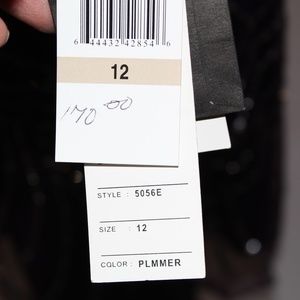 6 44432 42854 6
12
170.00
STYLE : 5056E
SIZE : 12
COLOR : PLMMER